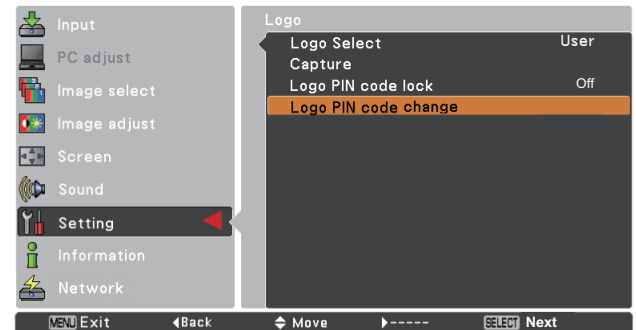 Input
PC adjust
Image select
Image adjust
Screen
Sound
Setting
Information
Network
Logo
Logo Select User
Capture
Logo PIN code lock Off
Logo PIN code change
MENU Exit Back Move ----- SELECT Next